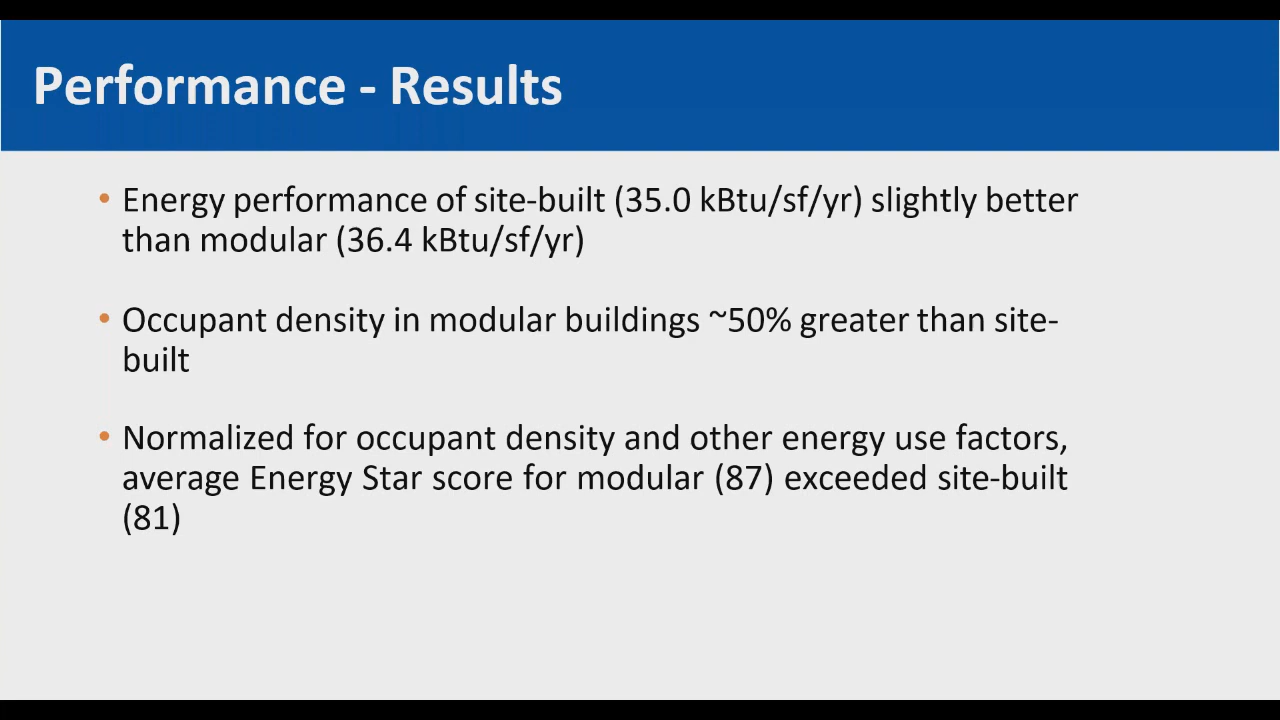 Performance - Results
• Energy performance of site-built (35.0 kBtu/sf/yr) slightly better
than modular (36.4 kBtu/sf/yr)
• Occupant density in modular buildings ~50% greater than site-
built
• Normalized for occupant density and other energy use factors,
average Energy Star score for modular (87) exceeded site-built
(81)